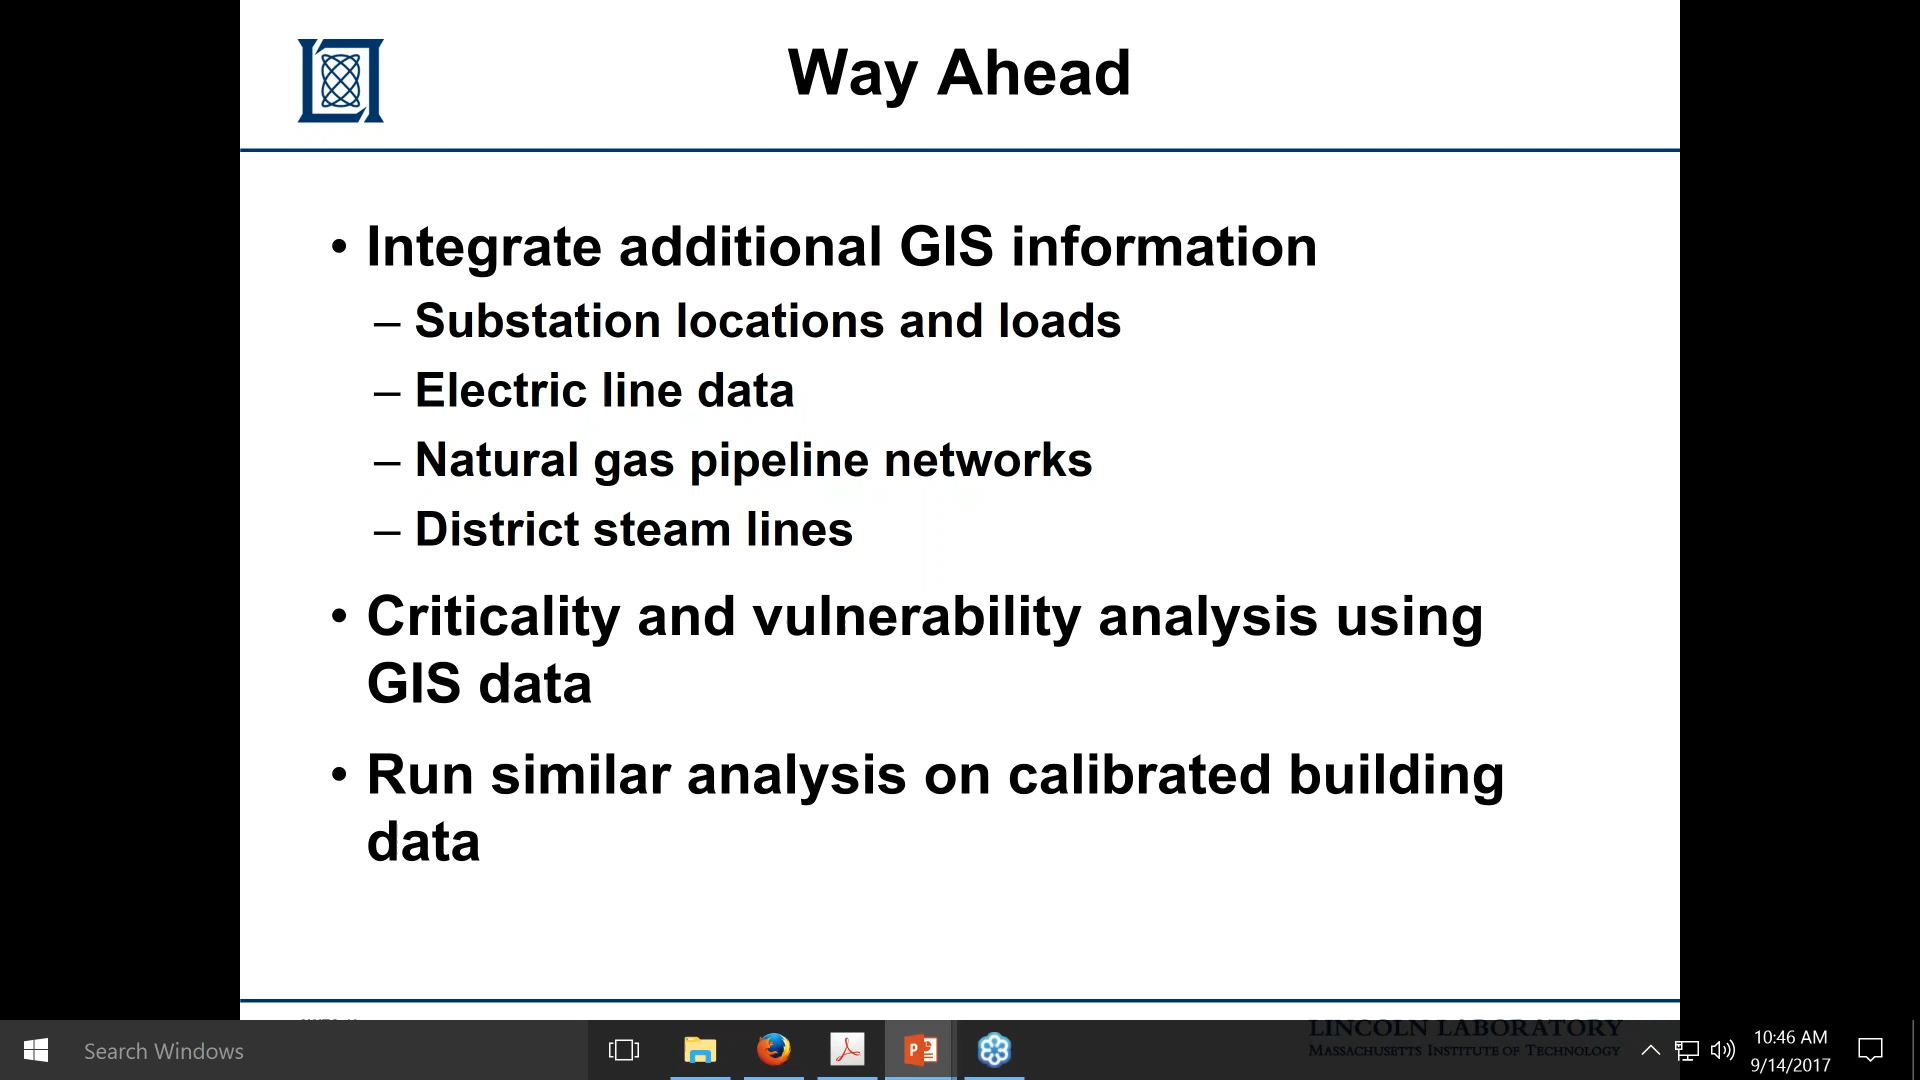 Way Ahead
• Integrate additional GIS information
– Substation locations and loads
– Electric line data
– Natural gas pipeline networks
– District steam lines
• Criticality and vulnerability analysis using
GIS data
• Run similar analysis on calibrated building
data
LINCOLN LABORATORY
MASSACHUSETTS INSTITUTE OF TECHNOLOGY
Search Windows
10:46 AM
9/14/2017